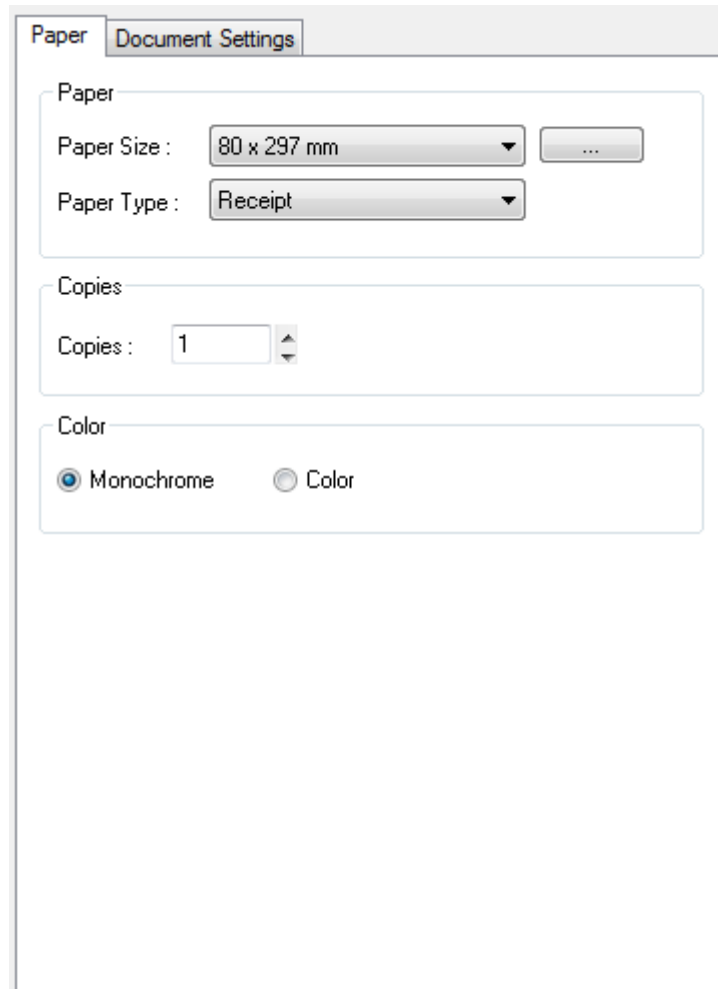 Paper Document Settings
Paper
Paper Size : 80 x 297 mm ...
Paper Type : Receipt
Copies
Copies : 1
Color
Monochrome Color